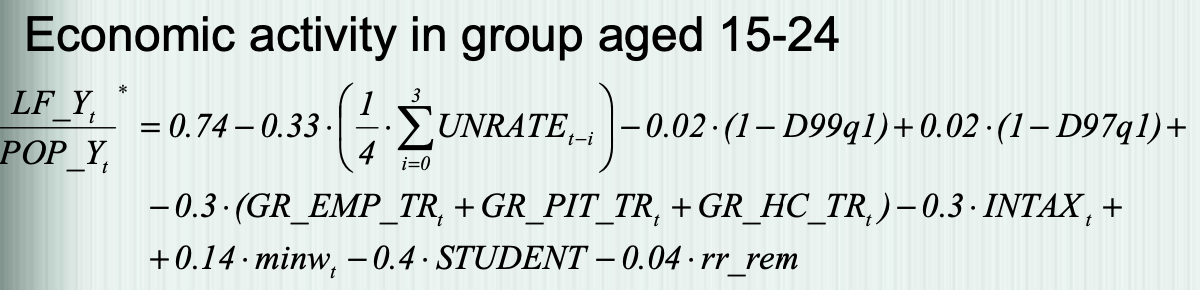 Economic activity in group aged 15-24
LF_Y_t / POP_Y_t * = 0.74 – 0.33 · (1/4 · ∑_{i=0}^{3} UNRATE_{t–i}) – 0.02 · (1 – D99q1) + 0.02 · (1 – D97q1) +
– 0.3 · (GR_EMP_TR_t + GR_PIT_TR_t + GR_HC_TR_t) – 0.3 · INTAX_t +
+ 0.14 · minw_t – 0.4 · STUDENT – 0.04 · rr_rem